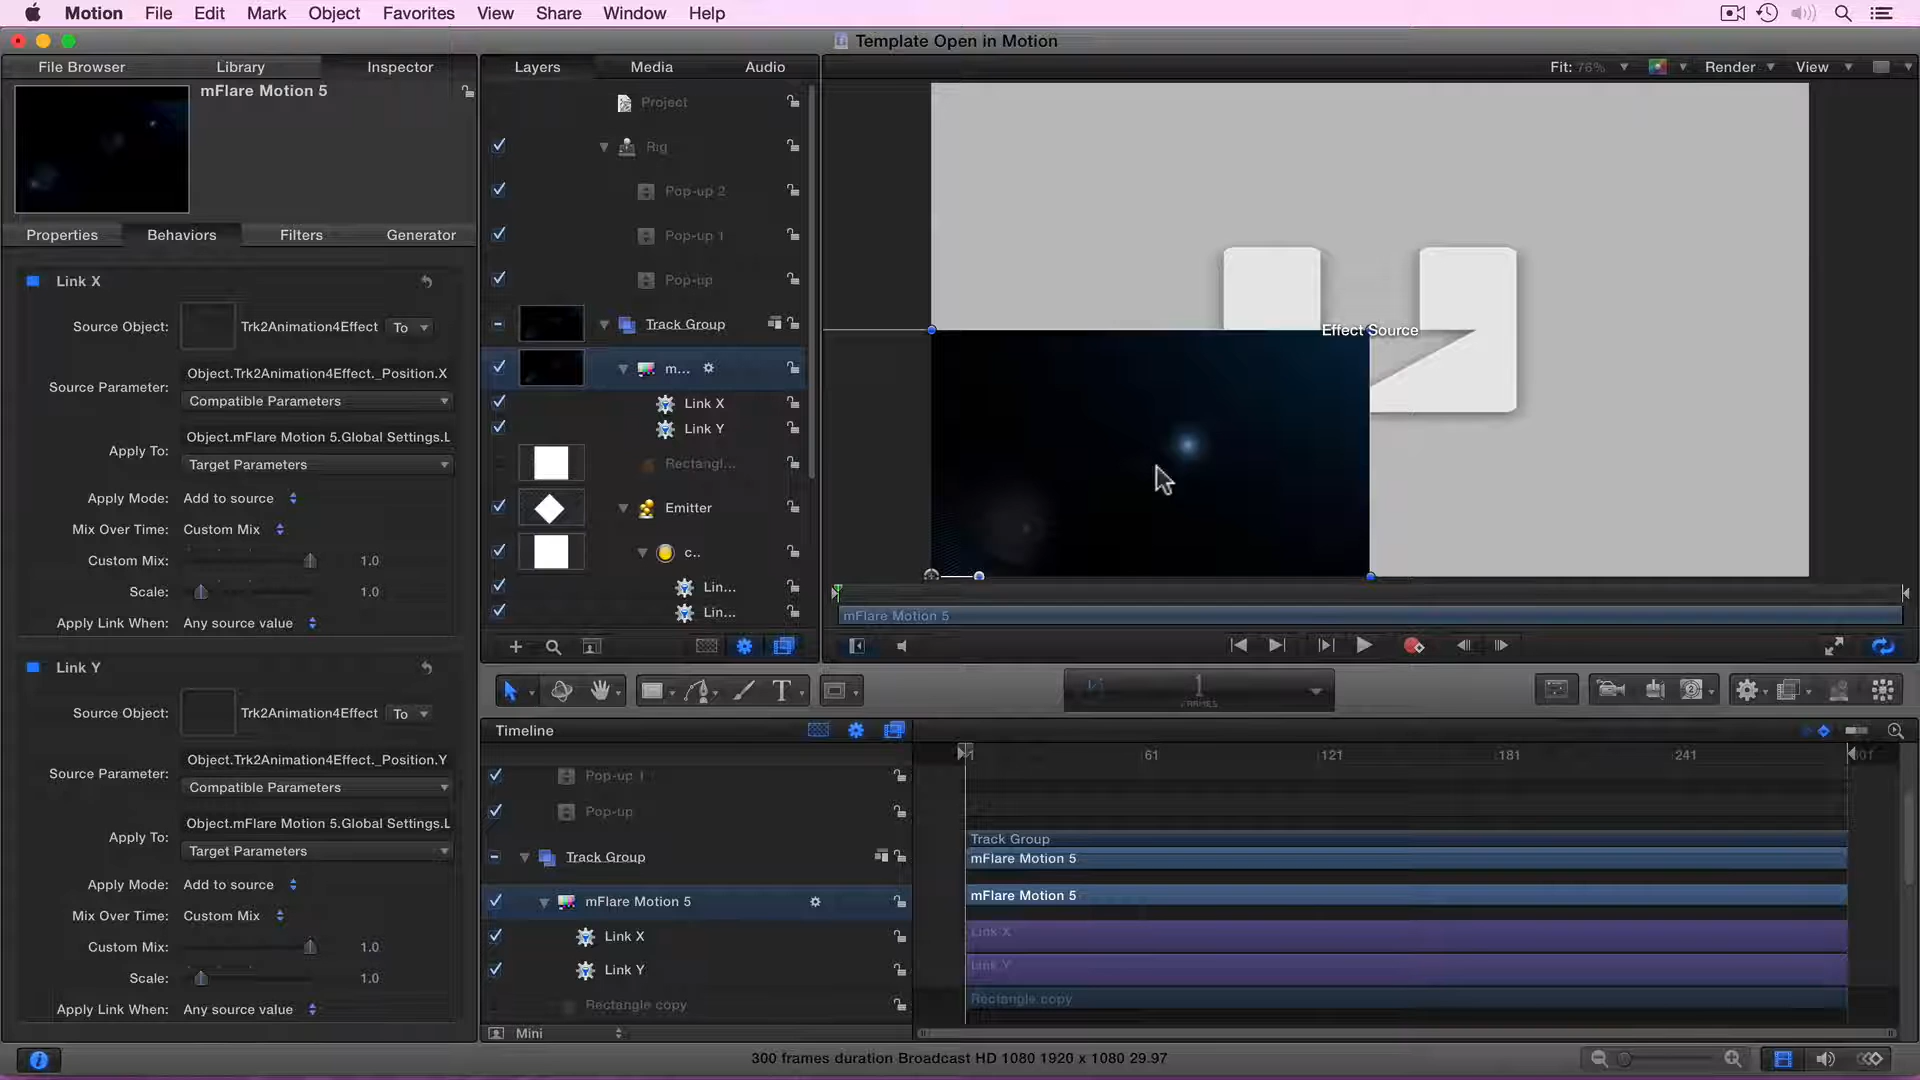 Motion File Edit Mark Object Favorites View Share Window Help
Template Open in Motion
File Browser Library Inspector
Layers Media Audio
Fit: 76% Render View
mFlare Motion 5
Properties Behaviors Filters Generator
Link X
Source Object: Trk2Animation4Effect To
Source Parameter: Object.Trk2Animation4Effect._Position.X
Compatible Parameters
Apply To: Object.mFlare Motion 5.Global Settings.L
Target Parameters
Apply Mode: Add to source
Mix Over Time: Custom Mix
Custom Mix: 1.0
Scale: 1.0
Apply Link When: Any source value
Link Y
Source Object: Trk2Animation4Effect To
Source Parameter: Object.Trk2Animation4Effect._Position.Y
Compatible Parameters
Apply To: Object.mFlare Motion 5.Global Settings.L
Target Parameters
Apply Mode: Add to source
Mix Over Time: Custom Mix
Custom Mix: 1.0
Scale: 1.0
Apply Link When: Any source value
Project
Rig
Pop-up 2
Pop-up 1
Pop-up
Track Group
m...
Link X
Link Y
Rectangl...
Emitter
c..
Lin...
Lin...
Effect Source
mFlare Motion 5
1
FRAMES
T
Timeline
1 61 121 181 241 301
Pop-up 1
Pop-up
Track Group
mFlare Motion 5
Link X
Link Y
Rectangle copy
Track Group
mFlare Motion 5
mFlare Motion 5
Link X
Link Y
Rectangle copy
Mini
300 frames duration Broadcast HD 1080 1920 x 1080 29.97